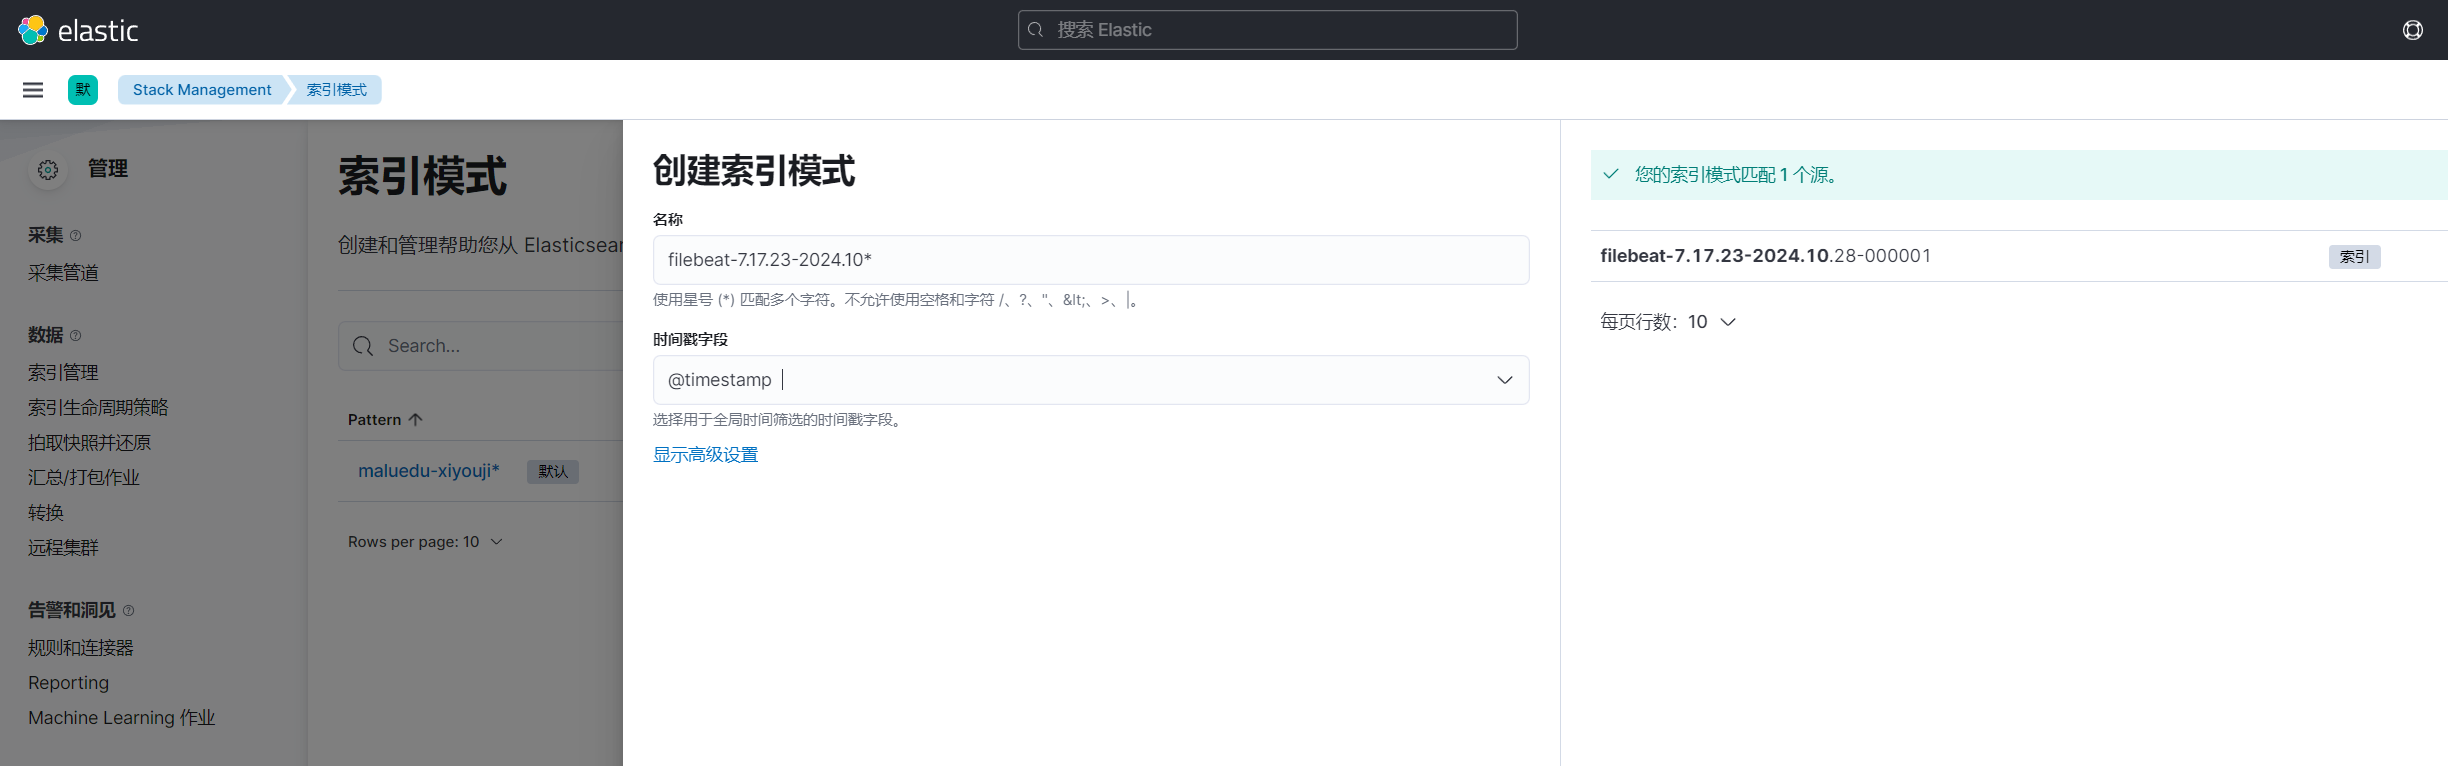 elastic
搜索 Elastic
默
Stack Management
索引模式
管理
采集
采集管道
数据
索引管理
索引生命周期策略
拍取快照并还原
汇总/打包作业
转换
远程集群
告警和洞见
规则和连接器
Reporting
Machine Learning 作业
索引模式
创建和管理帮助您从 Elasticsear
Search...
Pattern
maluedu-xiyouji* 默认
Rows per page: 10
创建索引模式
名称
filebeat-7.17.23-2024.10*
使用星号 (*) 匹配多个字符。不允许使用空格和字符 /、?、"、&lt;、>、|。
时间戳字段
@timestamp
选择用于全局时间筛选的时间戳字段。
显示高级设置
您的索引模式匹配 1 个源。
filebeat-7.17.23-2024.10.28-000001 索引
每页行数: 10